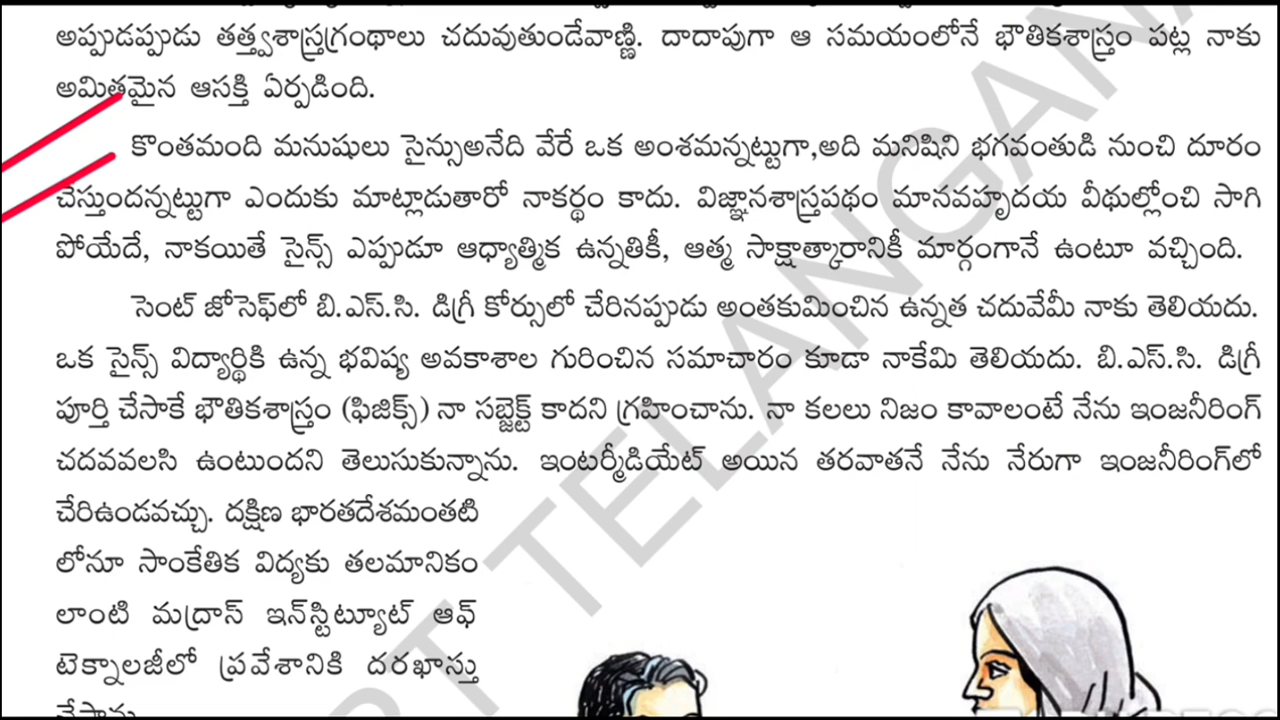 అప్పుడప్పుడు తత్త్వశాస్త్రగ్రంథాలు చదువుతుండేవాణ్ణి. దాదాపుగా ఆ సమయంలోనే భౌతికశాస్త్రం పట్ల నాకు
అమితమైన ఆసక్తి ఏర్పడింది.
కొంతమంది మనుషులు సైన్సుఅనేది వేరే ఒక అంశమన్నట్టుగా,అది మనిషిని భగవంతుడి నుంచి దూరం
చేస్తుందన్నట్టుగా ఎందుకు మాట్లాడుతారో నాకర్థం కాదు. విజ్ఞానశాస్త్రపథం మానవహృదయ వీథుల్లోంచి సాగి
పోయేదే, నాకయితే సైన్స్ ఎప్పుడూ ఆధ్యాత్మిక ఉన్నతికీ, ఆత్మ సాక్షాత్కారానికీ మార్గంగానే ఉంటూ వచ్చింది.
సెంట్ జోసెఫ్‌లో బి.ఎస్.సి. డిగ్రీ కోర్సులో చేరినప్పుడు అంతకుమించిన ఉన్నత చదువేమీ నాకు తెలియదు.
ఒక సైన్స్ విద్యార్థికి ఉన్న భవిష్య అవకాశాల గురించిన సమాచారం కూడా నాకేమి తెలియదు. బి.ఎస్.సి. డిగ్రీ
పూర్తి చేసాకే భౌతికశాస్త్రం (ఫిజిక్స్) నా సబ్జెక్ట్ కాదని గ్రహించాను. నా కలలు నిజం కావాలంటే నేను ఇంజనీరింగ్
చదవవలసి ఉంటుందని తెలుసుకున్నాను. ఇంటర్మీడియేట్ అయిన తరవాతనే నేను నేరుగా ఇంజనీరింగ్‌లో
చేరిఉండవచ్చు. దక్షిణ భారతదేశమంతటి
లోనూ సాంకేతిక విద్యకు తలమానికం
లాంటి మద్రాస్ ఇన్‌స్టిట్యూట్ ఆఫ్
టెక్నాలజీలో ప్రవేశానికి దరఖాస్తు